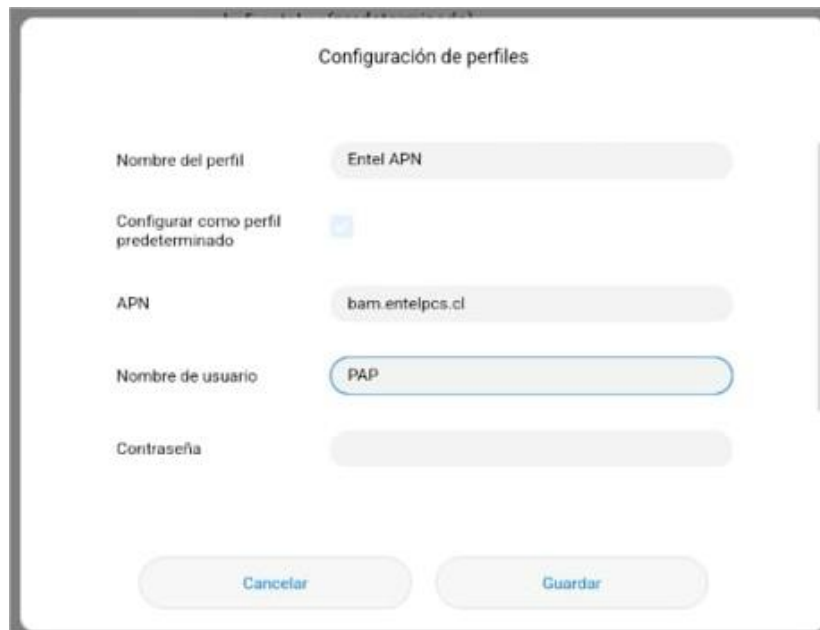 Configuración de perfiles
Nombre del perfil
Entel APN
Configurar como perfil
predeterminado
APN
bam.entelpcs.cl
Nombre de usuario
PAP
Contraseña
Cancelar
Guardar